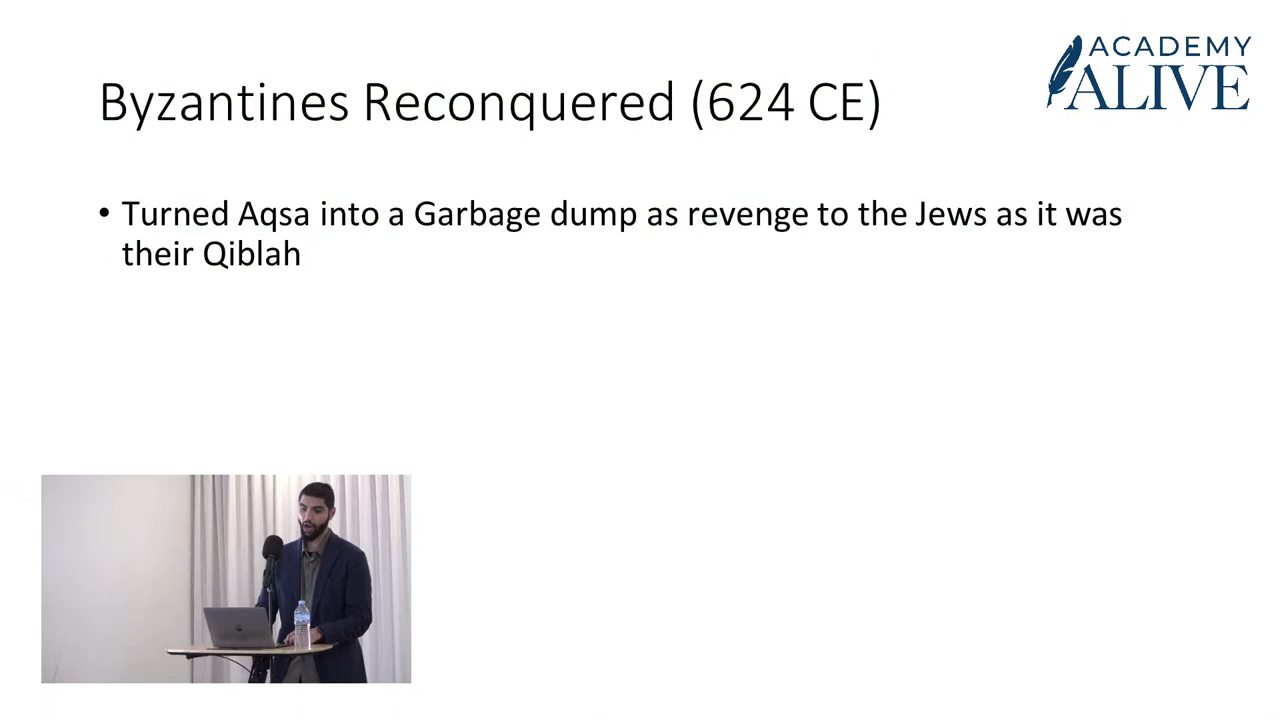 ACADEMY
ALIVE
Byzantines Reconquered (624 CE)
• Turned Aqsa into a Garbage dump as revenge to the Jews as it was
their Qiblah